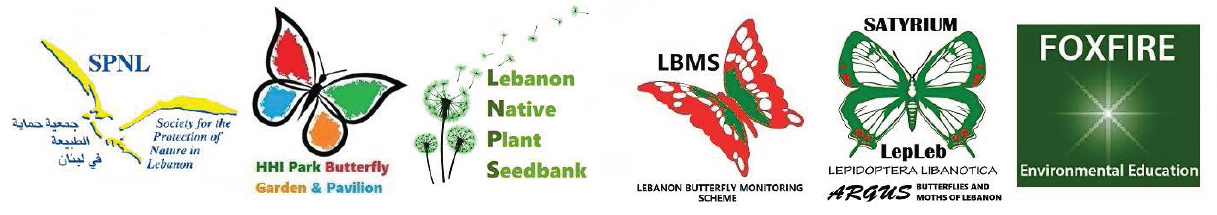 SPNL
جمعية حماية
الطبيعة
في لبنان
Society for the
Protection of
Nature in
Lebanon
HHI Park Butterfly
Garden & Pavilion
Lebanon
Native
Plant
Seedbank
LBMS
LEBANON BUTTERFLY MONITORING
SCHEME
SATYRIUM
LepLeb
LEPIDOPTERA LIBANOTICA
ARGUS BUTTERFLIES AND
MOTHS OF LEBANON
FOXFIRE
Environmental Education